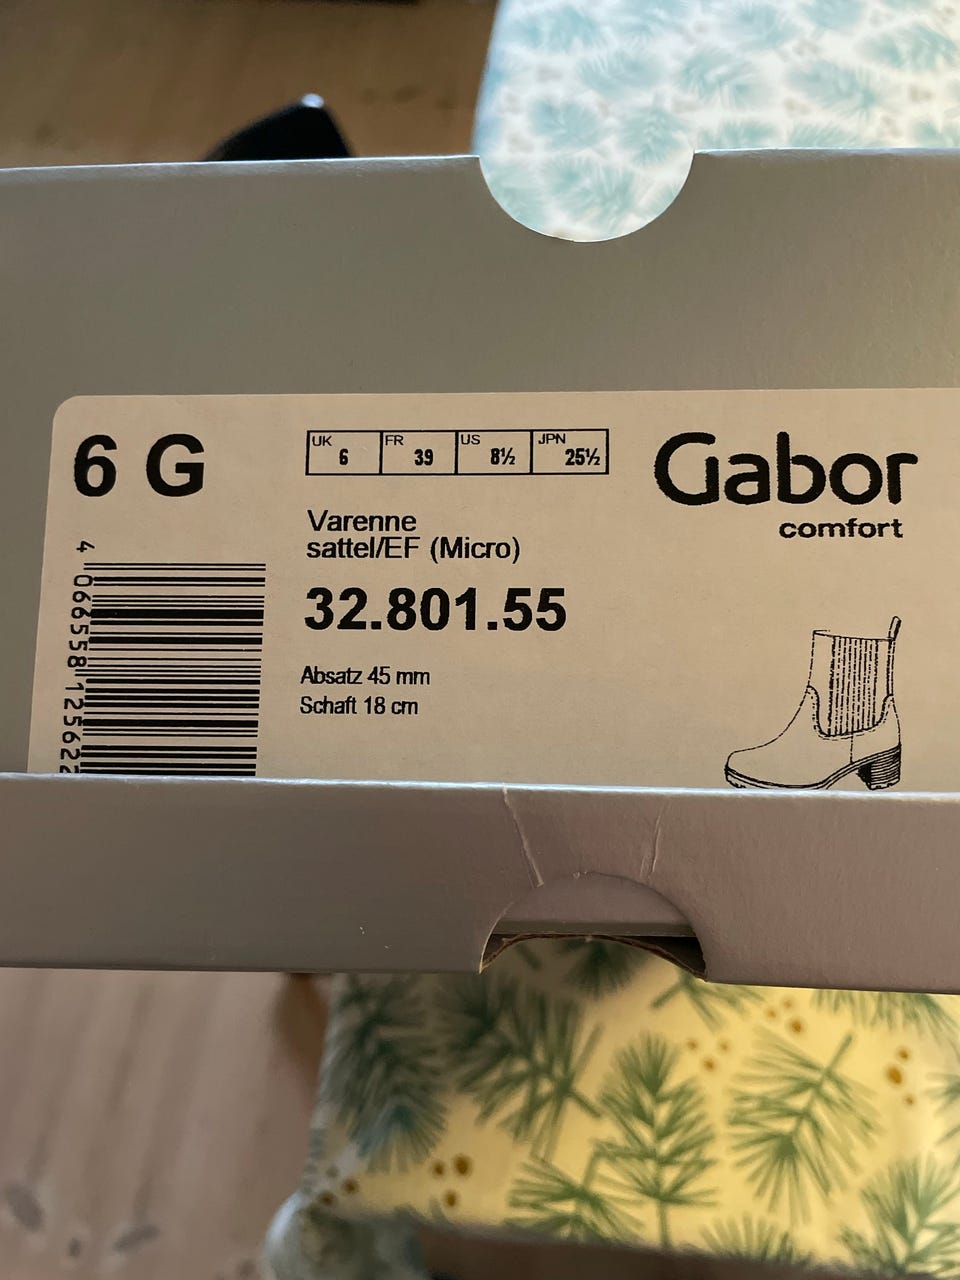 6 G
UK 6 FR 39 US 8½ JPN 25½
Gabor
comfort
Varenne
sattel/EF (Micro)
32.801.55
Absatz 45 mm
Schaft 18 cm
4 066558 125622